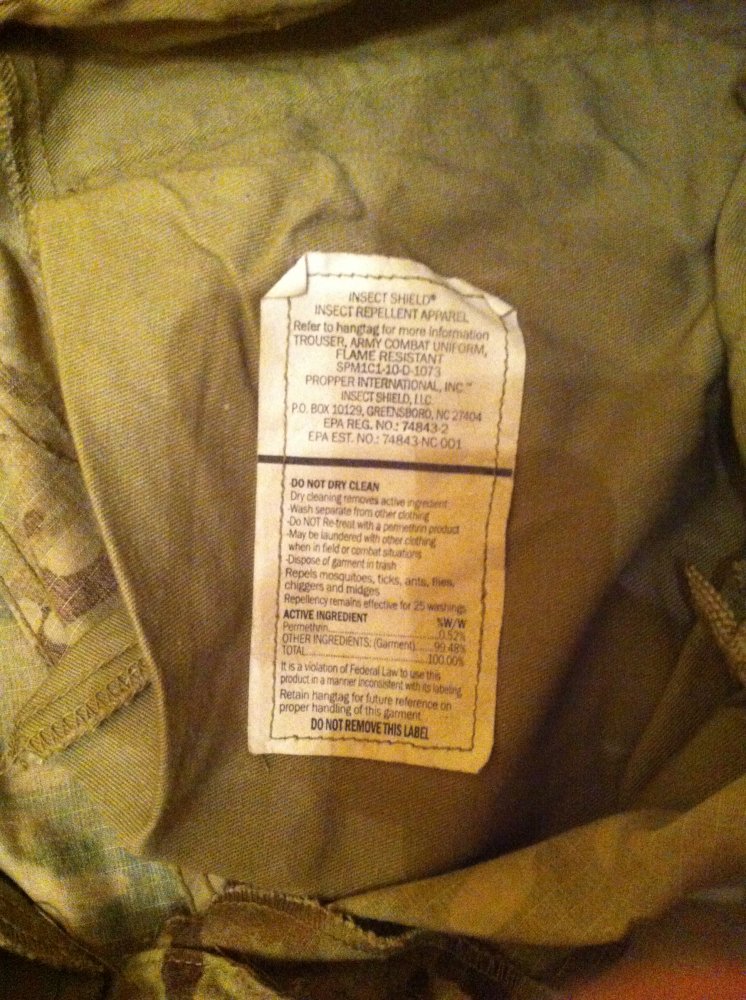 INSECT SHIELD®
INSECT REPELLENT APPAREL
Refer to hangtag for more information
TROUSER, ARMY COMBAT UNIFORM,
FLAME RESISTANT
SPM1C1-10-D-1073
PROPPER INTERNATIONAL, INC.™
INSECT SHIELD, LLC
P.O. BOX 10129, GREENSBORO, NC 27404
EPA REG. NO.: 74843-2
EPA EST. NO.: 74843-NC-001
-DO NOT DRY CLEAN
Dry cleaning removes active ingredient
-Wash separate from other clothing
-Do NOT Re-treat with a permethrin product
-May be laundered with other clothing
when in field or combat situations
-Dispose of garment in trash
Repels mosquitoes, ticks, ants, flies,
chiggers and midges
Repellency remains effective for 25 washings
ACTIVE INGREDIENT %W/W
Permethrin.....................0.52%
OTHER INGREDIENTS: (Garment)......99.48%
TOTAL.....................100.00%
It is a violation of Federal Law to use this
product in a manner inconsistent with its labeling
Retain hangtag for future reference on
proper handling of this garment
DO NOT REMOVE THIS LABEL